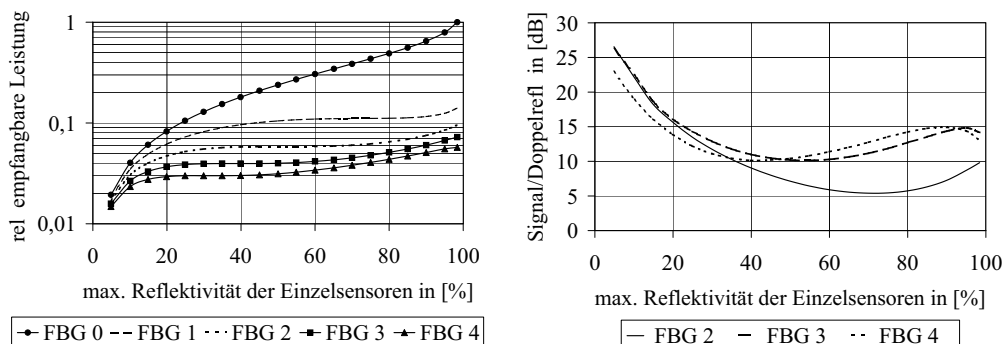 rel empfangbare Leistung
1
0,1
0,01
0 20 40 60 80 100
max. Reflektivität der Einzelsensoren in [%]
FBG 0 FBG 1 FBG 2 FBG 3 FBG 4
Signal/Doppelrefl in [dB]
30
25
20
15
10
5
0
0 20 40 60 80 100
max. Reflektivität der Einzelsensoren in [%]
FBG 2 FBG 3 FBG 4